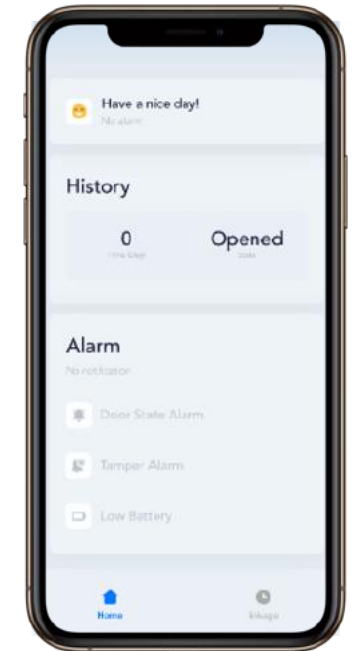 Have a nice day!
No alarm
History
0
Opened
State
Alarm
No notification
Door State Alarm
Tamper Alarm
Low Battery
Home